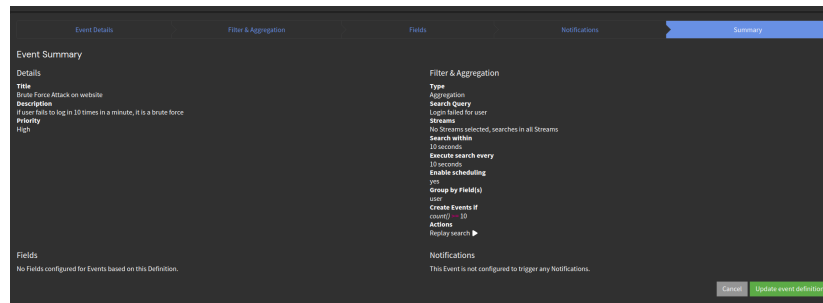 Event Details
Filter & Aggregation
Fields
Notifications
Summary
Event Summary
Details
Title
Brute Force Attack on website
Description
if user fails to log in 10 times in a minute, it is a brute force
Priority
High
Filter & Aggregation
Type
Aggregation
Search Query
Login failed for user
Streams
No Streams selected, searches in all Streams
Search within
10 seconds
Execute search every
10 seconds
Enable scheduling
yes
Group by Field(s)
user
Create Events if
count() 10
Actions
Replay search
Fields
No Fields configured for Events based on this Definition.
Notifications
This Event is not configured to trigger any Notifications.
Cancel
Update event definition